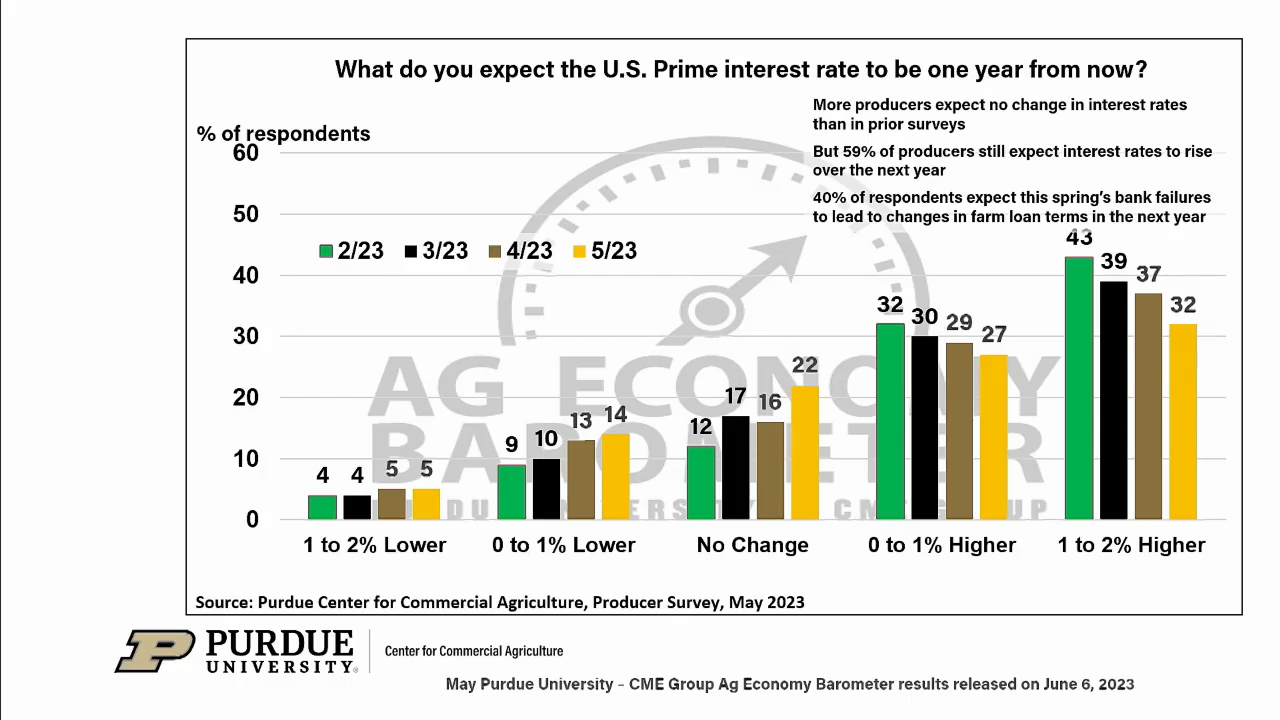 What do you expect the U.S. Prime interest rate to be one year from now?
More producers expect no change in interest rates
than in prior surveys
But 59% of producers still expect interest rates to rise
over the next year
40% of respondents expect this spring's bank failures
to lead to changes in farm loan terms in the next year
% of respondents
60
50
40
30
20
10
0
2/23 3/23 4/23 5/23
4 4 5 5
9 10 13 14
12 17 16 22
32 30 29 27
43 39 37 32
1 to 2% Lower 0 to 1% Lower No Change 0 to 1% Higher 1 to 2% Higher
AG ECONOMY
BAROMETER
PURDUE UNIVERSITY CME GROUP
Source: Purdue Center for Commercial Agriculture, Producer Survey, May 2023
P PURDUE
UNIVERSITY®
Center for Commercial Agriculture
May Purdue University – CME Group Ag Economy Barometer results released on June 6, 2023